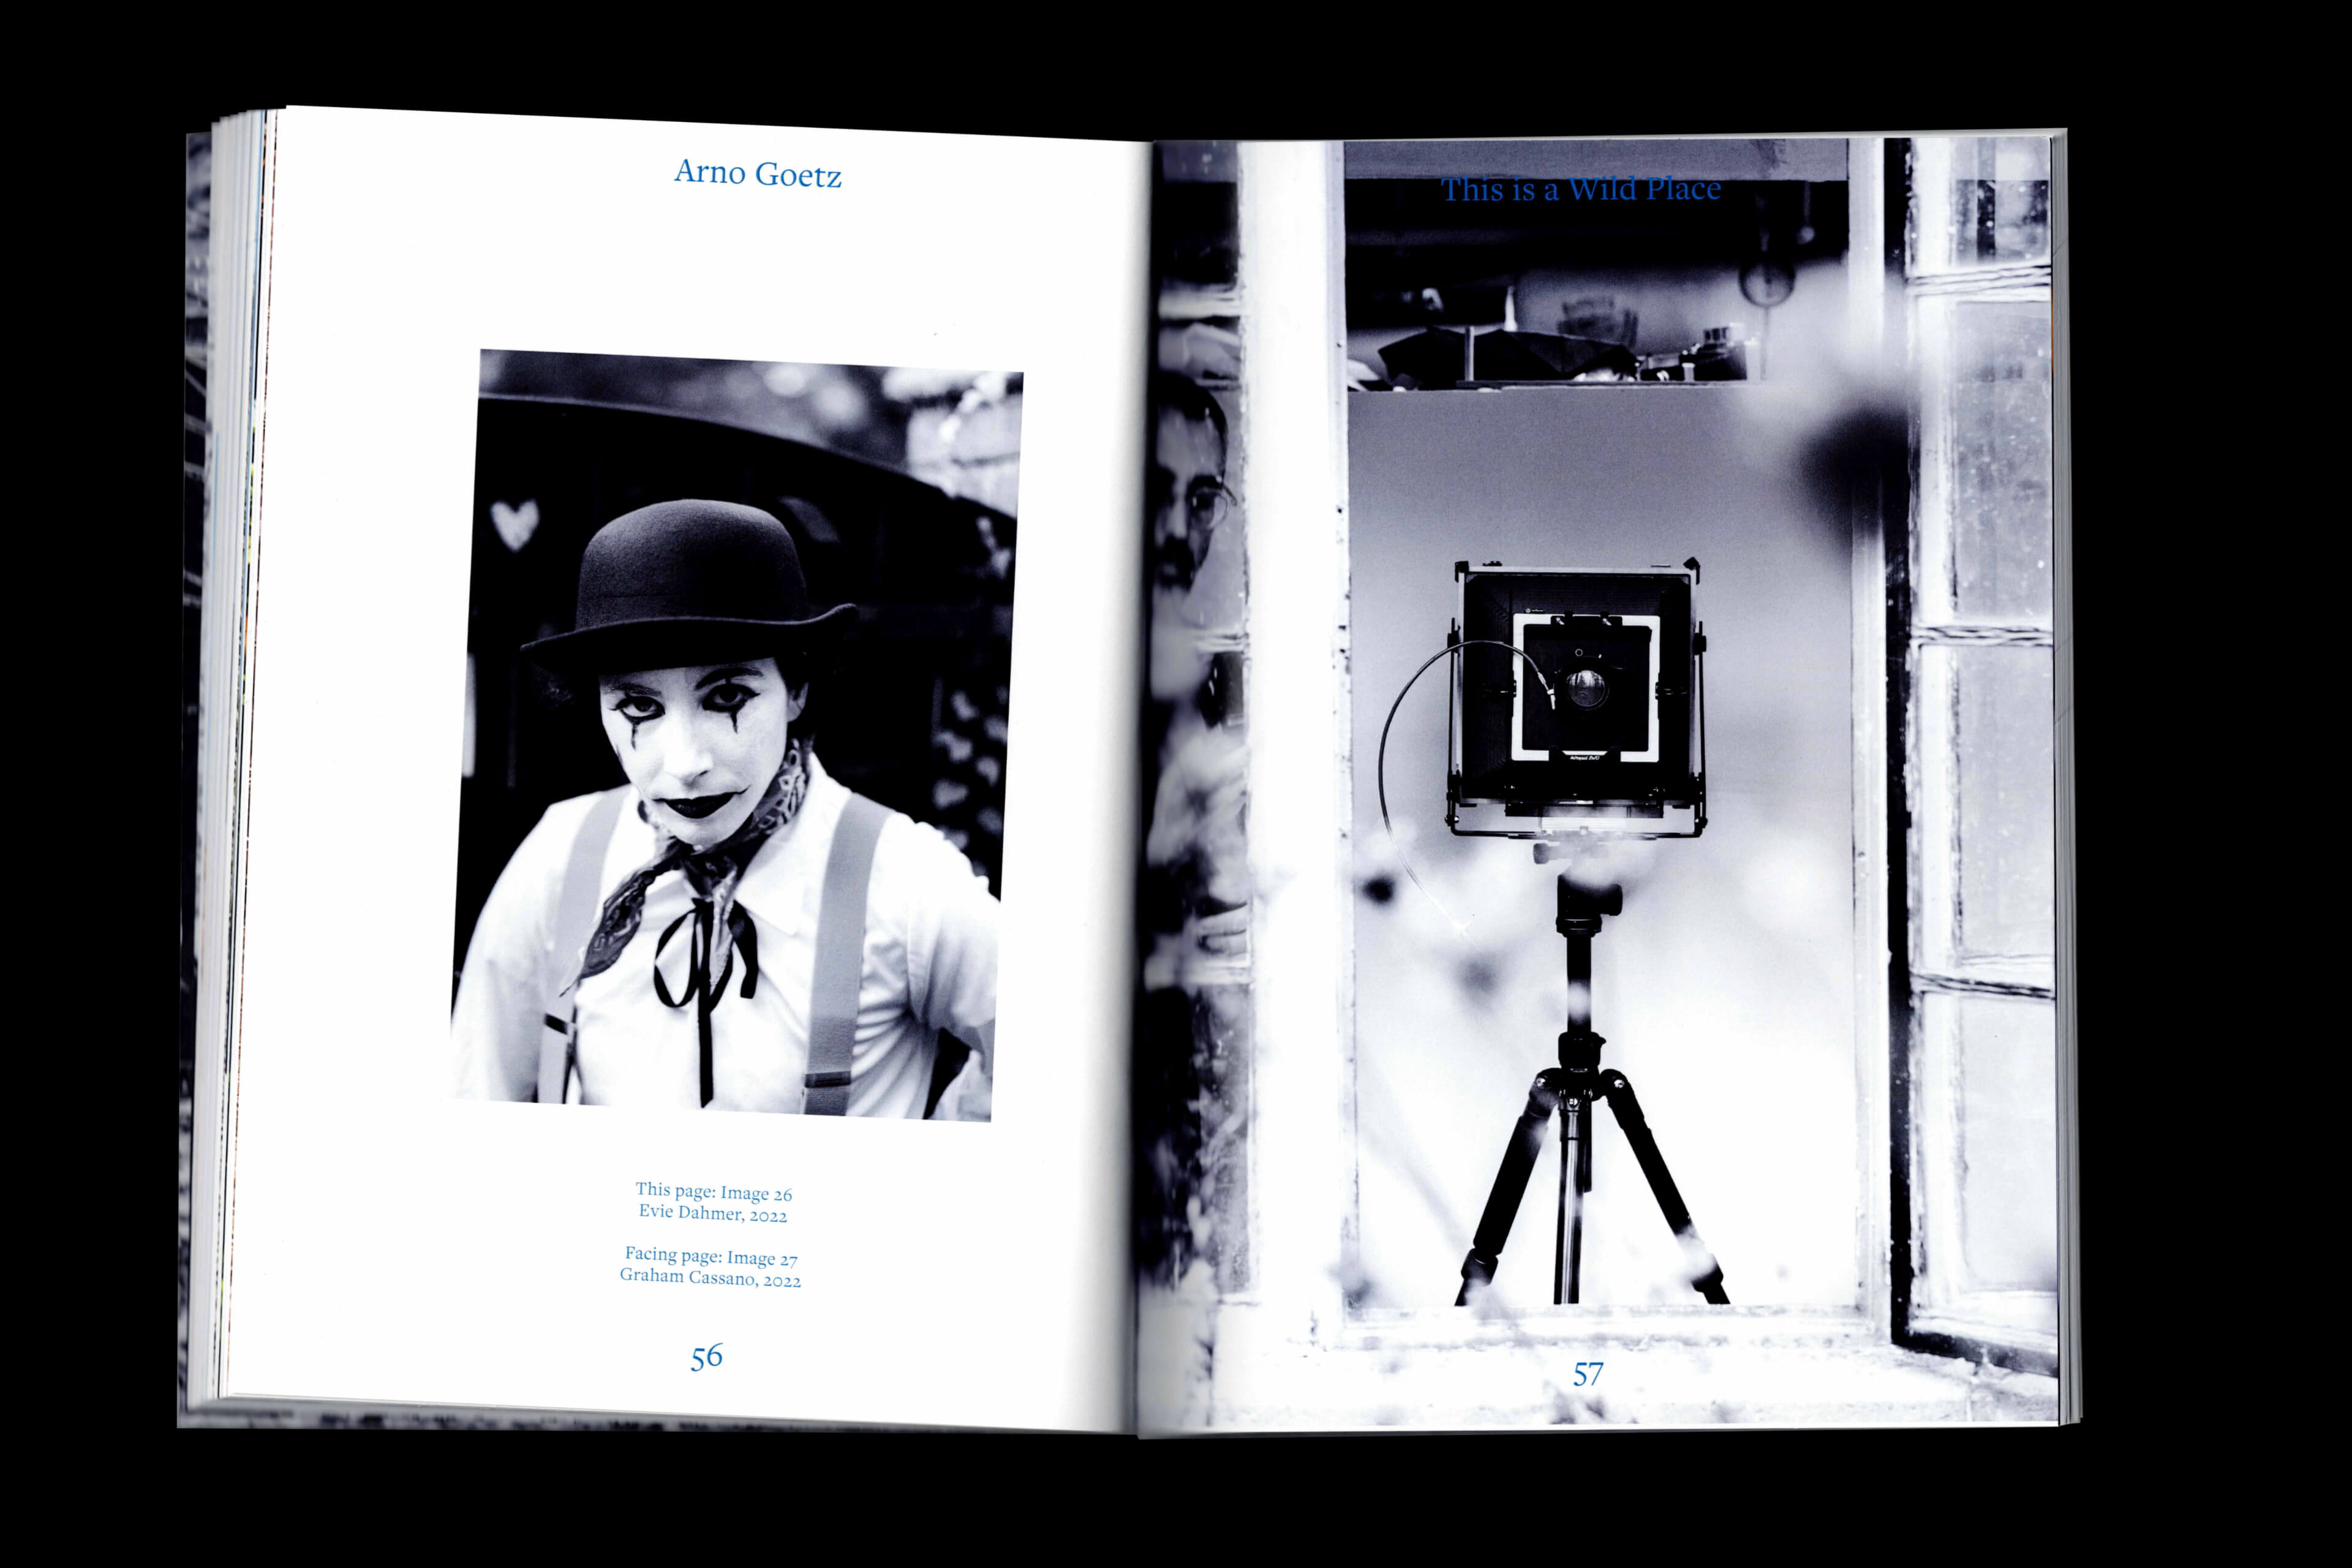 Arno Goetz
This page: Image 26
Evie Dahmer, 2022
Facing page: Image 27
Graham Cassano, 2022
56
This is a Wild Place
57